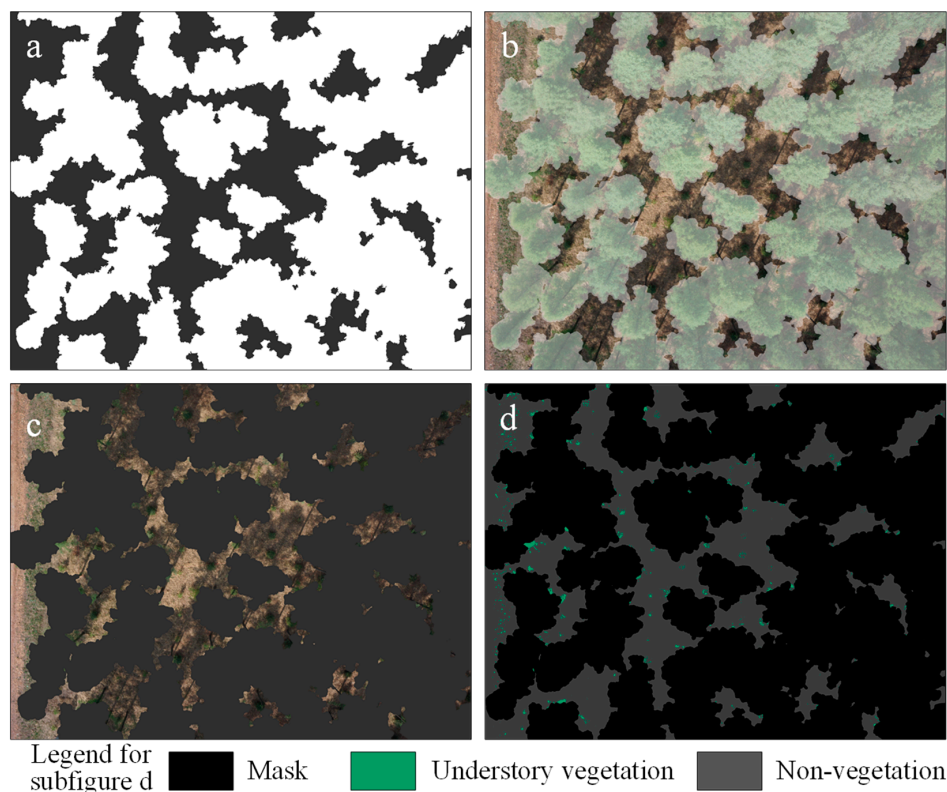 a
b
c
d
Legend for
subfigure d
Mask
Understory vegetation
Non-vegetation